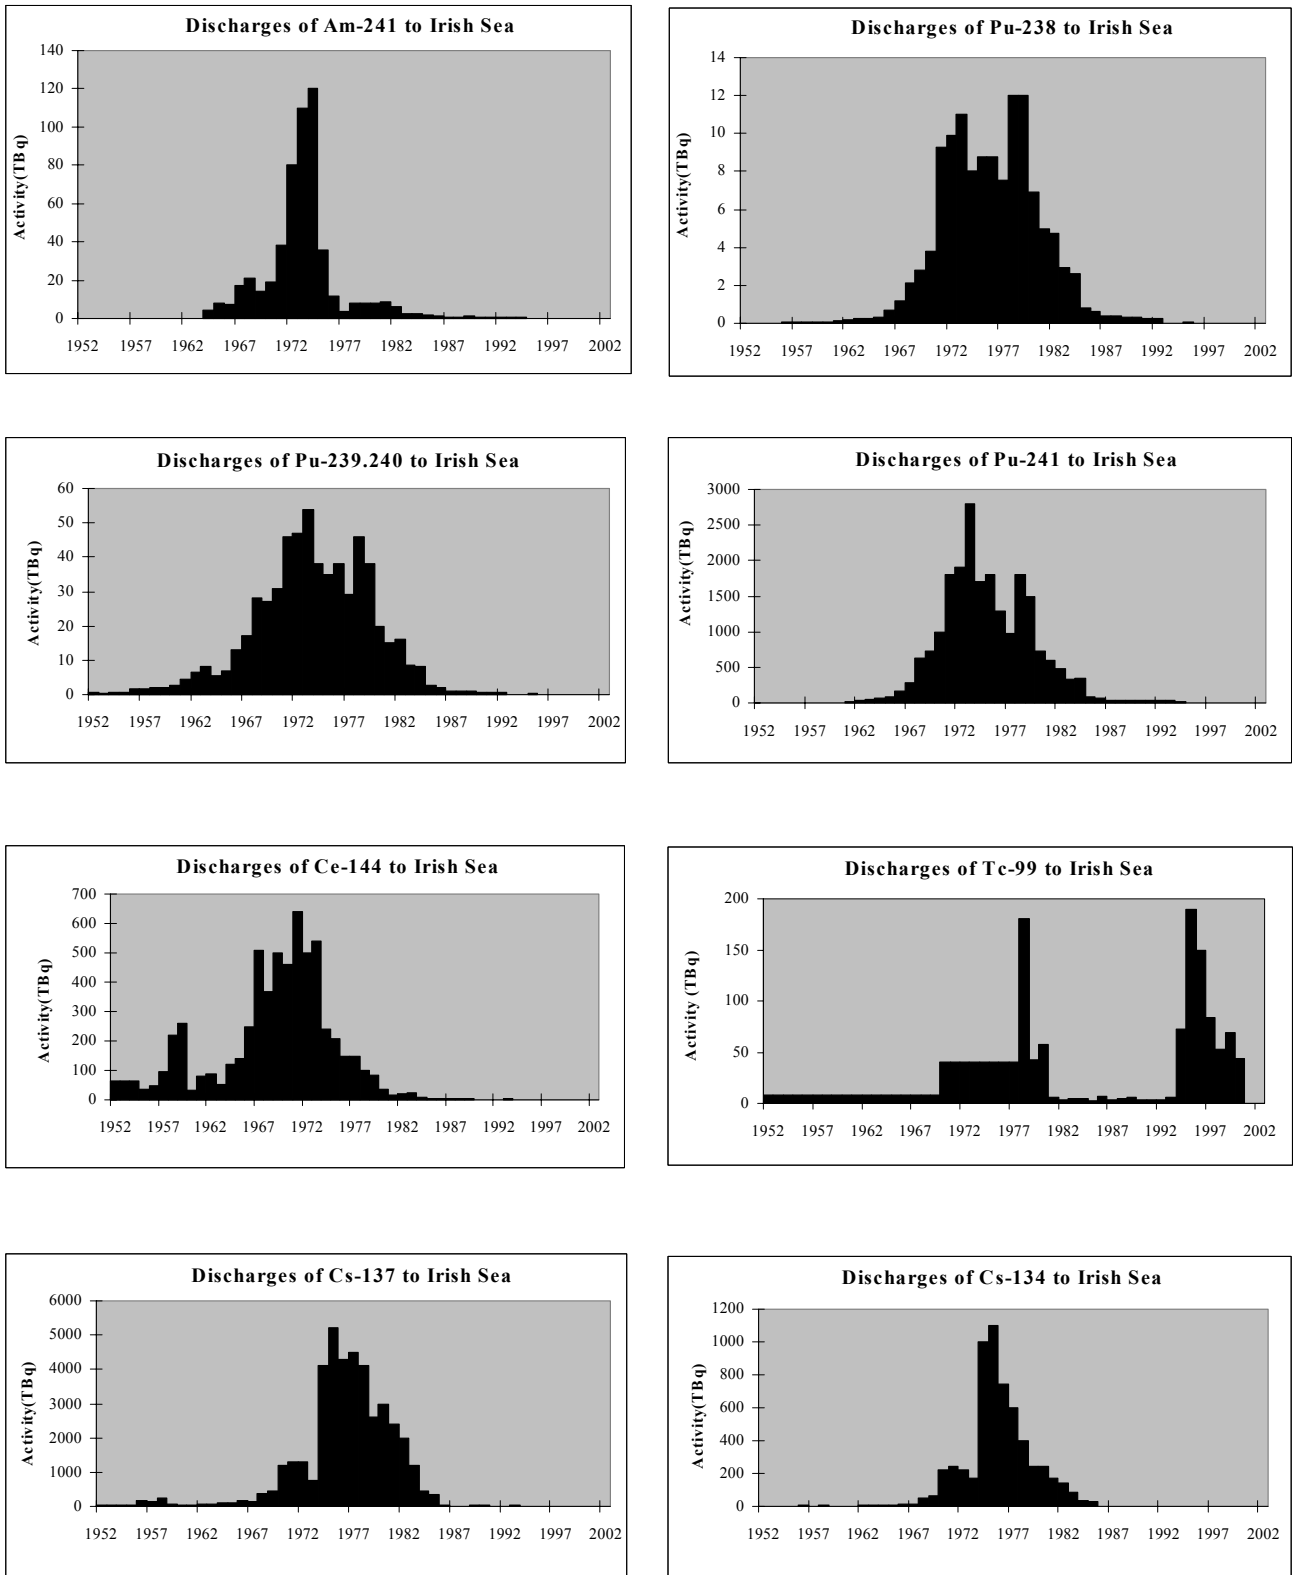 Discharges of Am-241 to Irish Sea
Activity(TBq)
140
120
100
80
60
40
20
0
1952 1957 1962 1967 1972 1977 1982 1987 1992 1997 2002
Discharges of Pu-238 to Irish Sea
Activity(TBq)
14
12
10
8
6
4
2
0
1952 1957 1962 1967 1972 1977 1982 1987 1992 1997 2002
Discharges of Pu-239.240 to Irish Sea
Activity(TBq)
60
50
40
30
20
10
0
1952 1957 1962 1967 1972 1977 1982 1987 1992 1997 2002
Discharges of Pu-241 to Irish Sea
Activity(TBq)
3000
2500
2000
1500
1000
500
0
1952 1957 1962 1967 1972 1977 1982 1987 1992 1997 2002
Discharges of Ce-144 to Irish Sea
Activity(TBq)
700
600
500
400
300
200
100
0
1952 1957 1962 1967 1972 1977 1982 1987 1992 1997 2002
Discharges of Tc-99 to Irish Sea
Activity (TBq)
200
150
100
50
0
1952 1957 1962 1967 1972 1977 1982 1987 1992 1997 2002
Discharges of Cs-137 to Irish Sea
Activity(TBq)
6000
5000
4000
3000
2000
1000
0
1952 1957 1962 1967 1972 1977 1982 1987 1992 1997 2002
Discharges of Cs-134 to Irish Sea
Activity(TBq)
1200
1000
800
600
400
200
0
1952 1957 1962 1967 1972 1977 1982 1987 1992 1997 2002